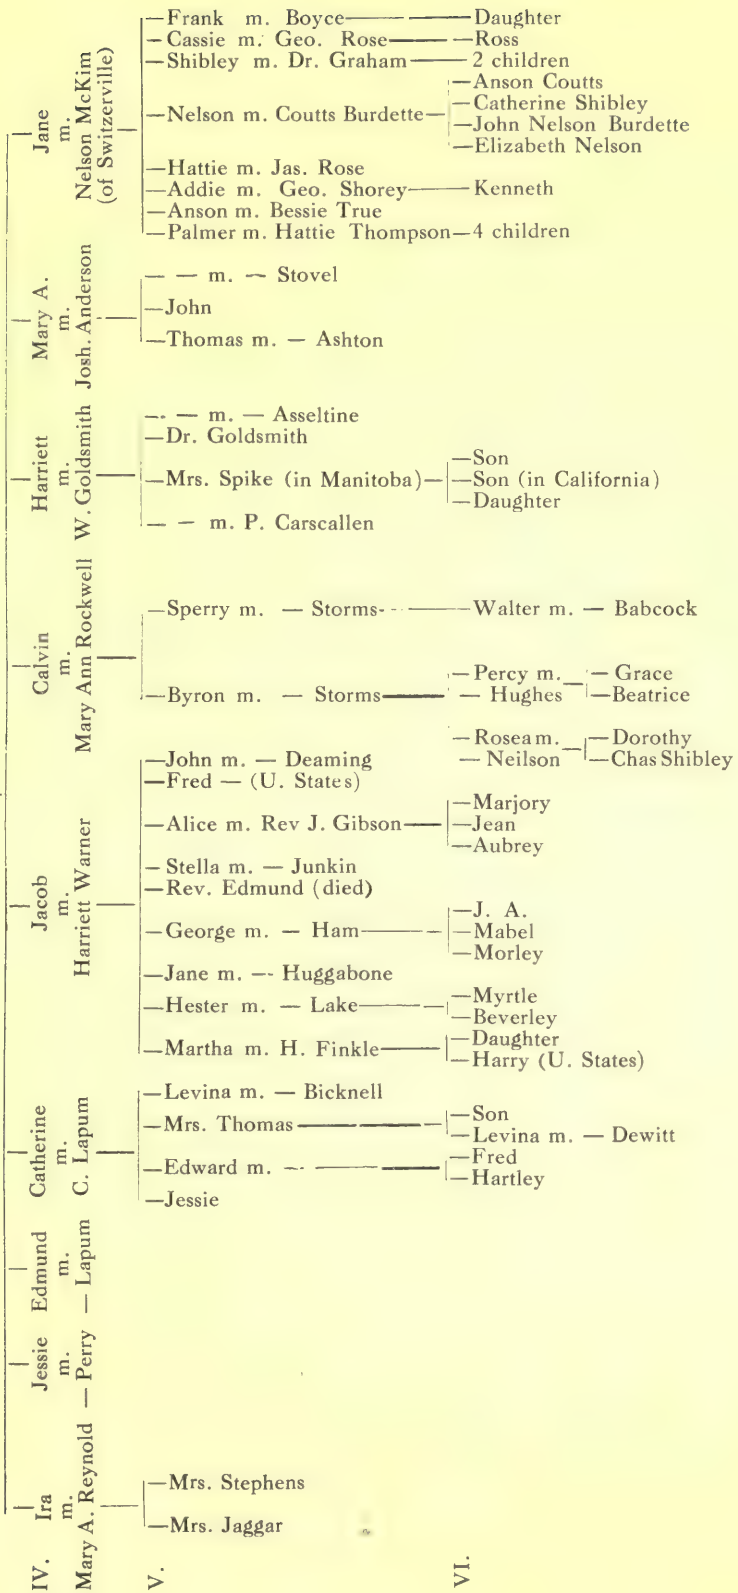 Jane
m.
Nelson McKim
(of Switzerville)
—Frank m. Boyce— —Daughter
—Cassie m. Geo. Rose— —Ross
—Shibley m. Dr. Graham— 2 children
—Nelson m. Coutts Burdette—
—Anson Coutts
—Catherine Shibley
—John Nelson Burdette
—Elizabeth Nelson
—Hattie m. Jas. Rose
—Addie m. Geo. Shorey— Kenneth
—Anson m. Bessie True
—Palmer m. Hattie Thompson—4 children
Mary A.
m.
Josh. Anderson
— — m. — Stovel
—John
—Thomas m. — Ashton
Harriett
m.
W. Goldsmith
— — m. — Asseltine
—Dr. Goldsmith
—Mrs. Spike (in Manitoba)—
—Son
—Son (in California)
—Daughter
— — m. P. Carscallen
Calvin
m.
Mary Ann Rockwell
—Sperry m. — Storms— —Walter m. — Babcock
—Byron m. — Storms—
—Percy m.
— Hughes
—Grace
—Beatrice
—Rosea m.
— Neilson
—Dorothy
—Chas Shibley
Jacob
m.
Harriett Warner
—John m. — Deaming
—Fred — (U. States)
—Alice m. Rev J. Gibson—
—Marjory
—Jean
—Aubrey
—Stella m. — Junkin
—Rev. Edmund (died)
—George m. — Ham—
—J. A.
—Mabel
—Morley
—Jane m. — Huggabone
—Hester m. — Lake—
—Myrtle
—Beverley
—Martha m. H. Finkle—
—Daughter
—Harry (U. States)
Catherine
m.
C. Lapum
—Levina m. — Bicknell
—Mrs. Thomas—
—Son
—Levina m. — Dewitt
—Edward m. —
—Fred
—Hartley
—Jessie
Edmund
m.
— Lapum
Jessie
m.
— Perry
Ira
m.
Mary A. Reynold
—Mrs. Stephens
—Mrs. Jaggar
IV.
V.
VI.